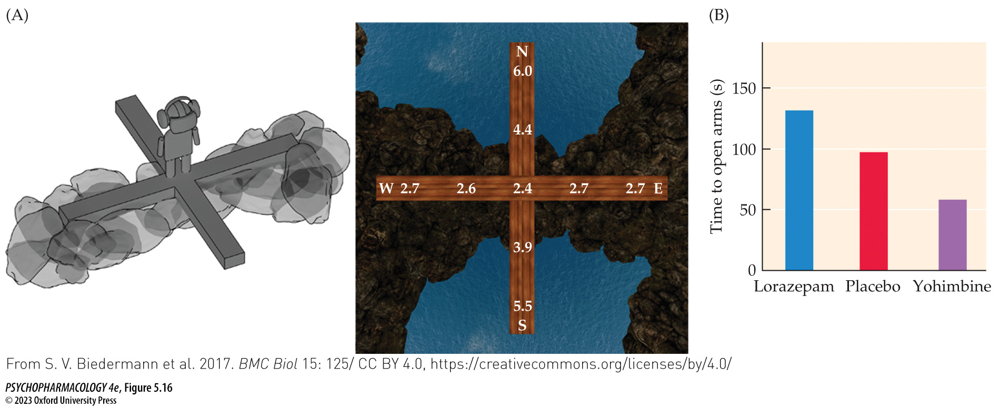 (A)
N
6.0
4.4
W 2.7 2.6 2.4 2.7 2.7 E
3.9
5.5
S
(B)
Time to open arms (s)
150
100
50
0
Lorazepam Placebo Yohimbine
From S. V. Biedermann et al. 2017. BMC Biol 15: 125/ CC BY 4.0, https://creativecommons.org/licenses/by/4.0/
PSYCHOPHARMACOLOGY 4e, Figure 5.16
© 2023 Oxford University Press